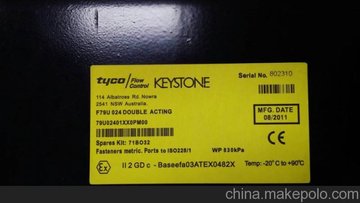 tyco / Flow Control KEYSTONE
Serial No. 802310
114 Albatross Rd. Nowra
2541 NSW Australia.
F79U 024 DOUBLE ACTING
79U02401XX0PM00
MFG. DATE
08/2011
Spares Kit: 71BO32
Fasteners metric. Ports to ISO228/1 WP 830kPa
Ex II 2 GD c - Baseefa03ATEX0482X Temp: -20°C to +90°C
china.makepolo.com